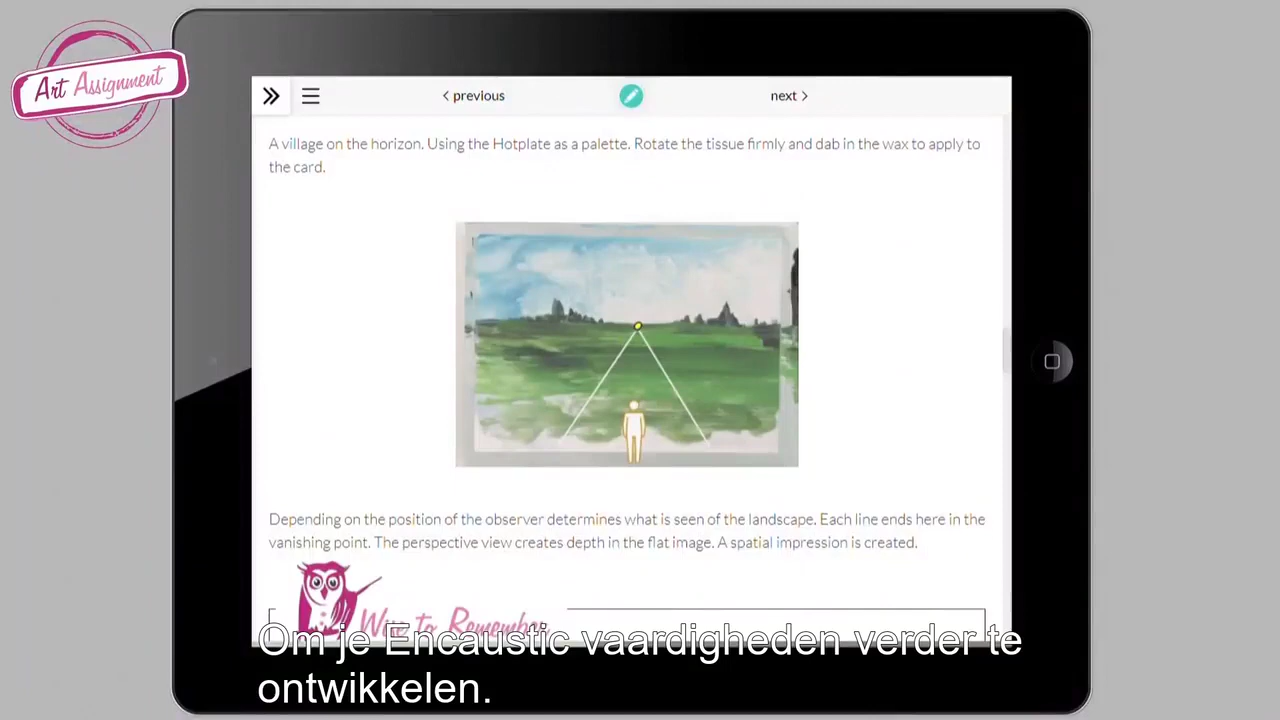 Art Assignment
previous
next
A village on the horizon. Using the Hotplate as a palette. Rotate the tissue firmly and dab in the wax to apply to
the card.
Depending on the position of the observer determines what is seen of the landscape. Each line ends here in the
vanishing point. The perspective view creates depth in the flat image. A spatial impression is created.
Wise to Remember
Om je Encaustic vaardigheden verder te
ontwikkelen.